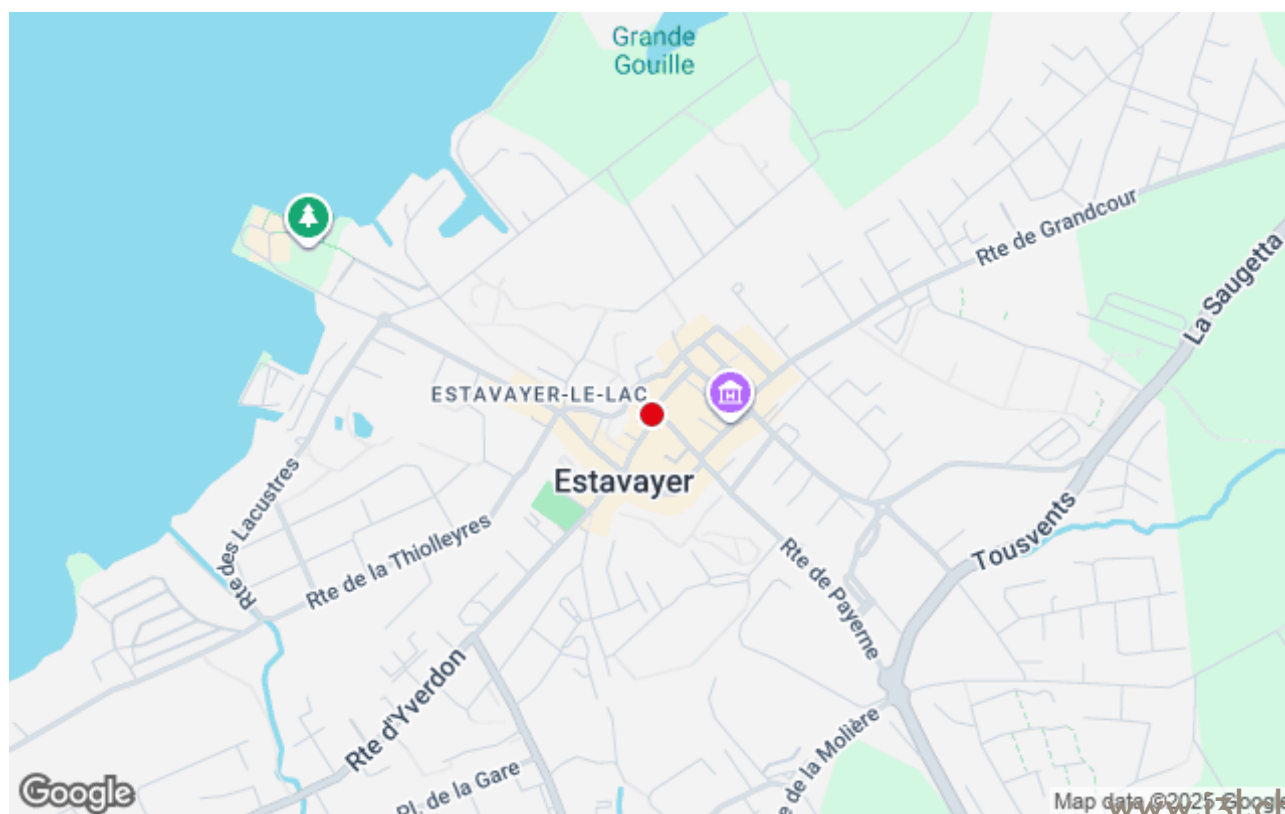 Grande
Gouille
Rte de Grandcour
La Saugetta
ESTAVAYER-LE-LAC
Estavayer
Rte des Lacustres
Rte de la Thiolleyres
Tousvents
Rte de Payerne
Rte d'Yverdon
Pl. de la Gare
e de la Molière
Google
Map data ©2025 Google